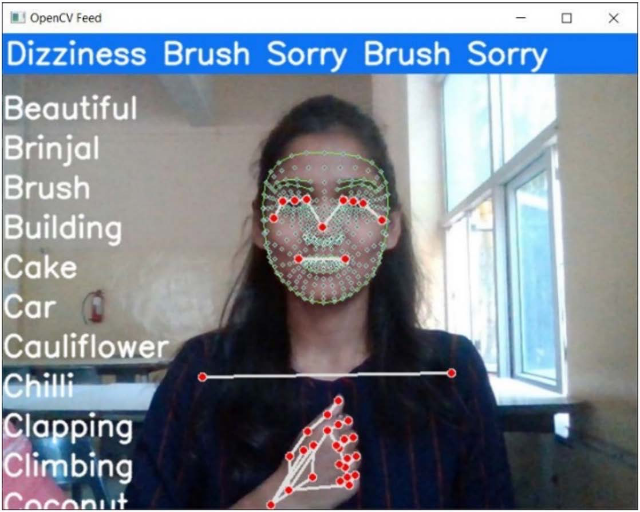 OpenCV Feed
Dizziness Brush Sorry Brush Sorry
Beautiful
Brinjal
Brush
Building
Cake
Car
Cauliflower
Chilli
Clapping
Climbing
Coconut